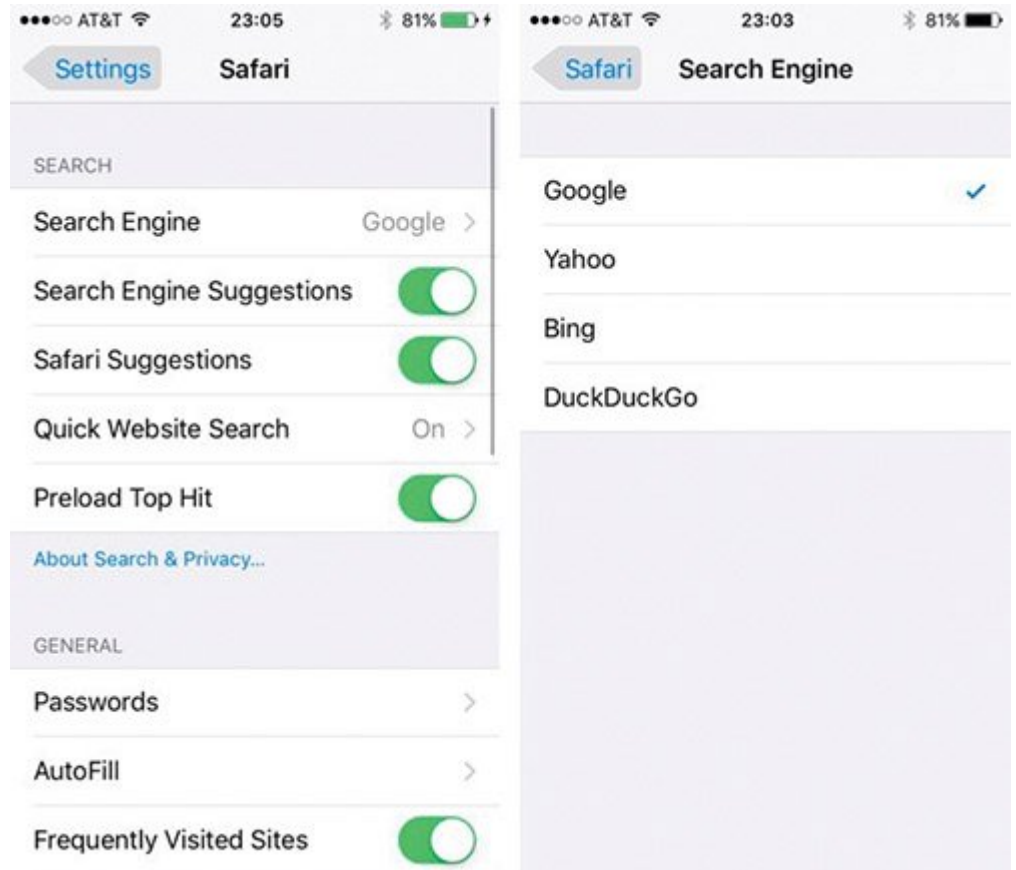 AT&T 23:05 81%
Settings Safari
SEARCH
Search Engine Google
Search Engine Suggestions
Safari Suggestions
Quick Website Search On
Preload Top Hit
About Search & Privacy...
GENERAL
Passwords
AutoFill
Frequently Visited Sites
AT&T 23:03 81%
Safari Search Engine
Google
Yahoo
Bing
DuckDuckGo